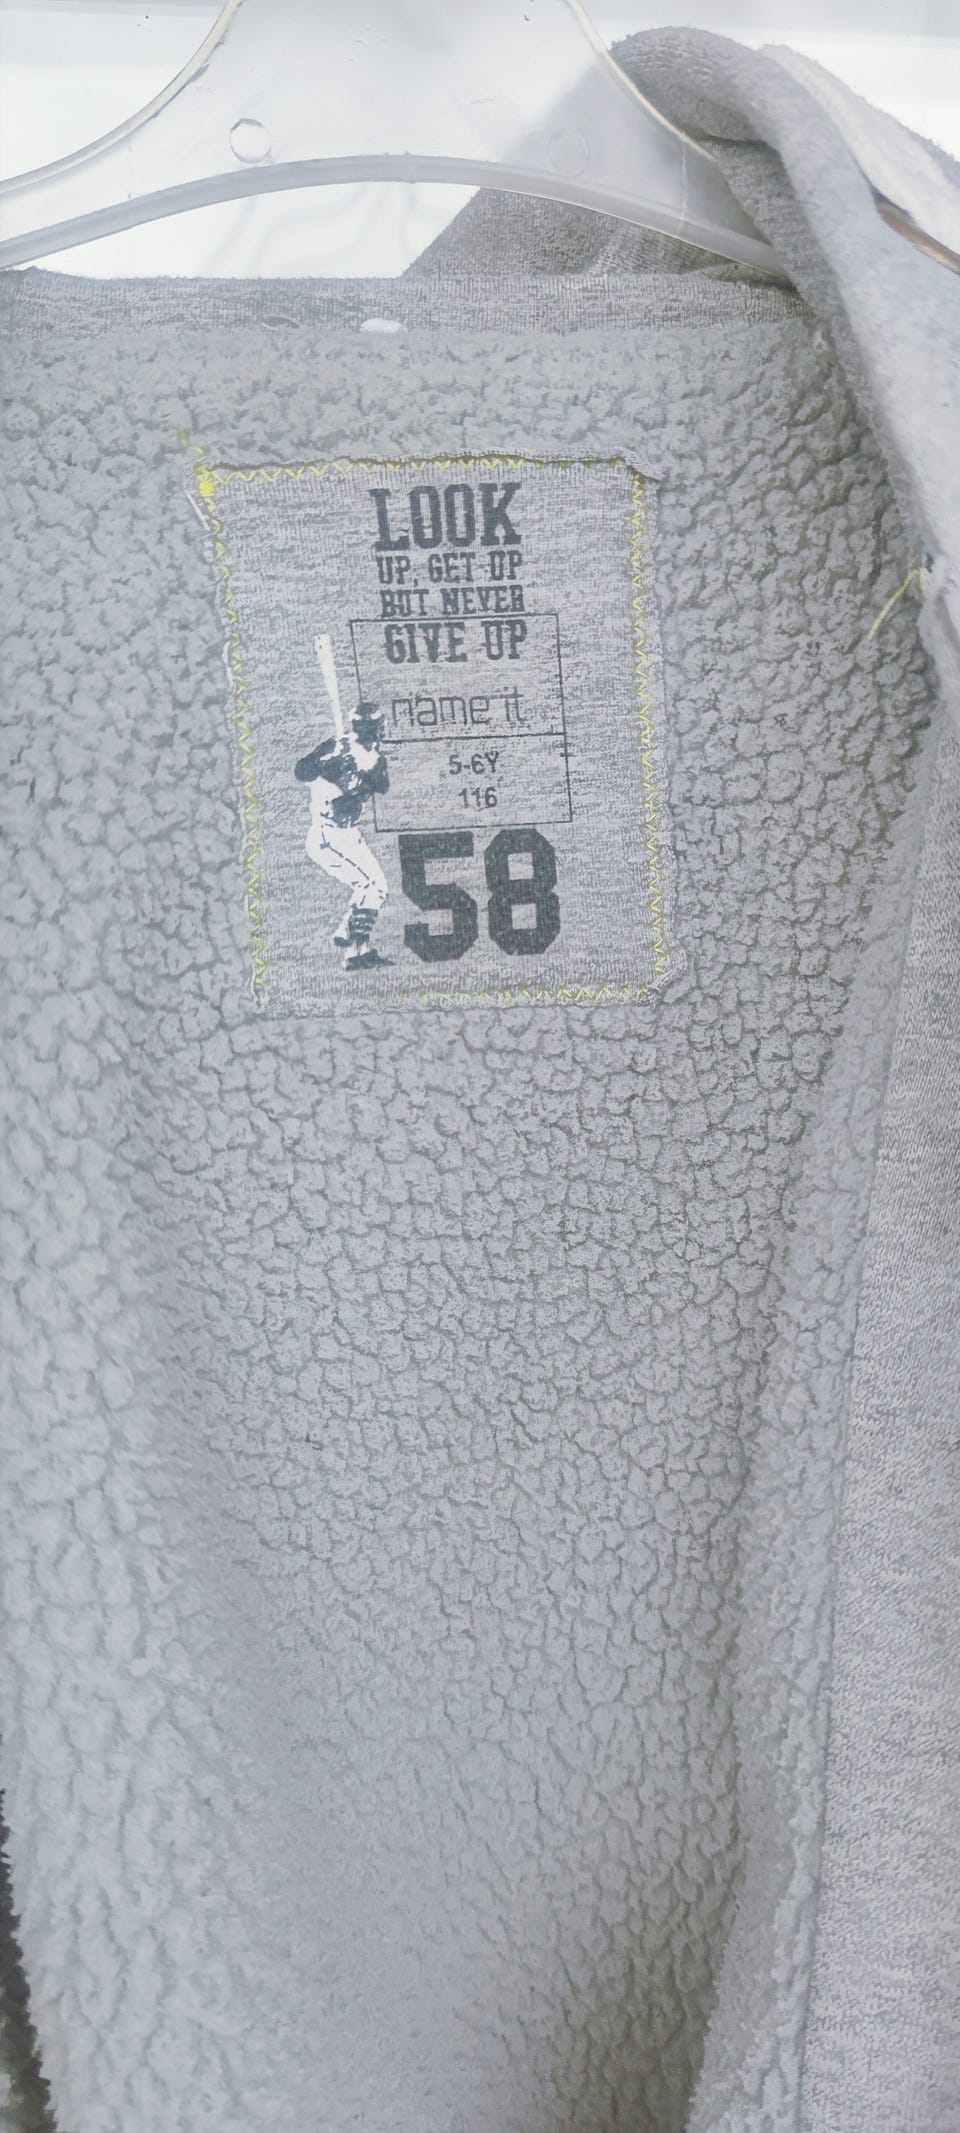 LOOK
UP, GET UP
BUT NEVER
GIVE UP
name it
5-6Y
116
58